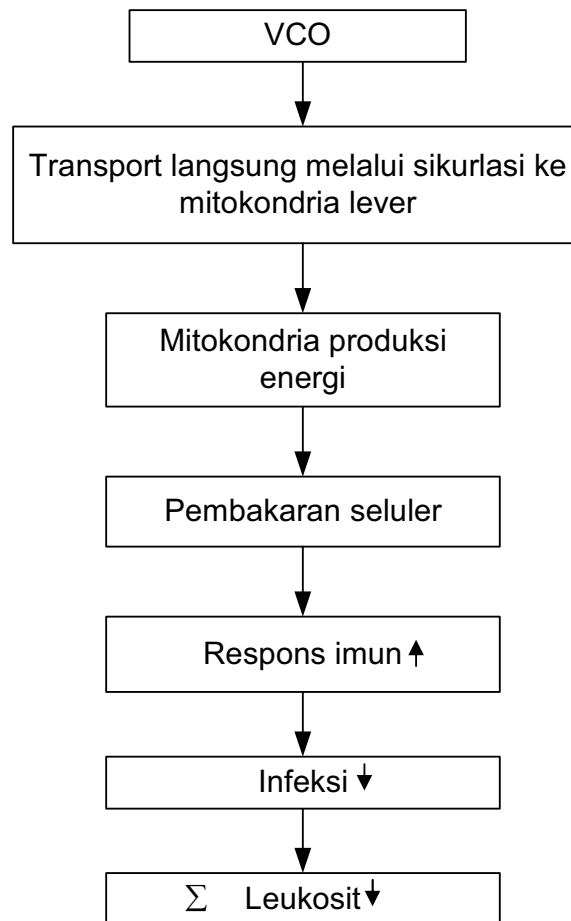 VCO
Transport langsung melalui sikurlasi ke
mitokondria lever
Mitokondria produksi
energi
Pembakaran seluler
Respons imun ↑
Infeksi ↓
Σ Leukosit ↓